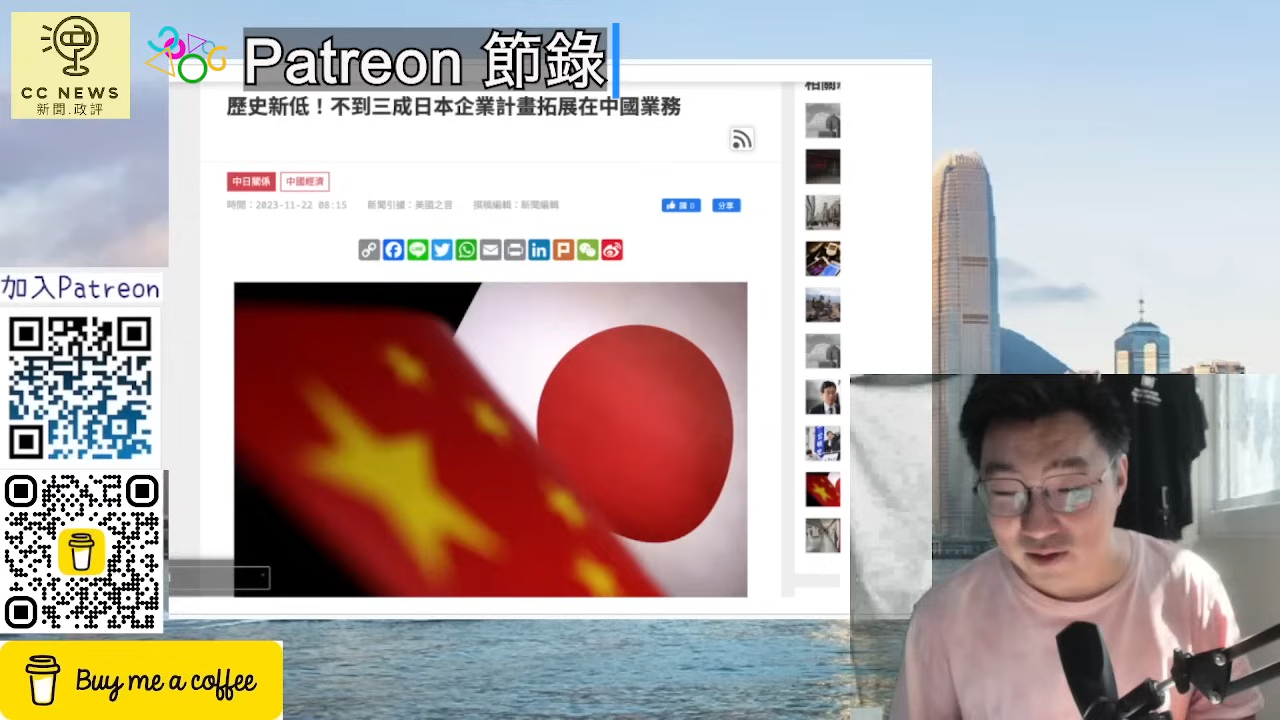 CC NEWS
新聞.政評
Patreon 節錄
歷史新低！不到三成日本企業計畫拓展在中國業務
中日關係
中國經濟
時間：2023-11-22 08:15
新聞引據：美國之音
撰稿編輯：新聞編輯
讚 0
分享
加入Patreon
Buy me a coffee